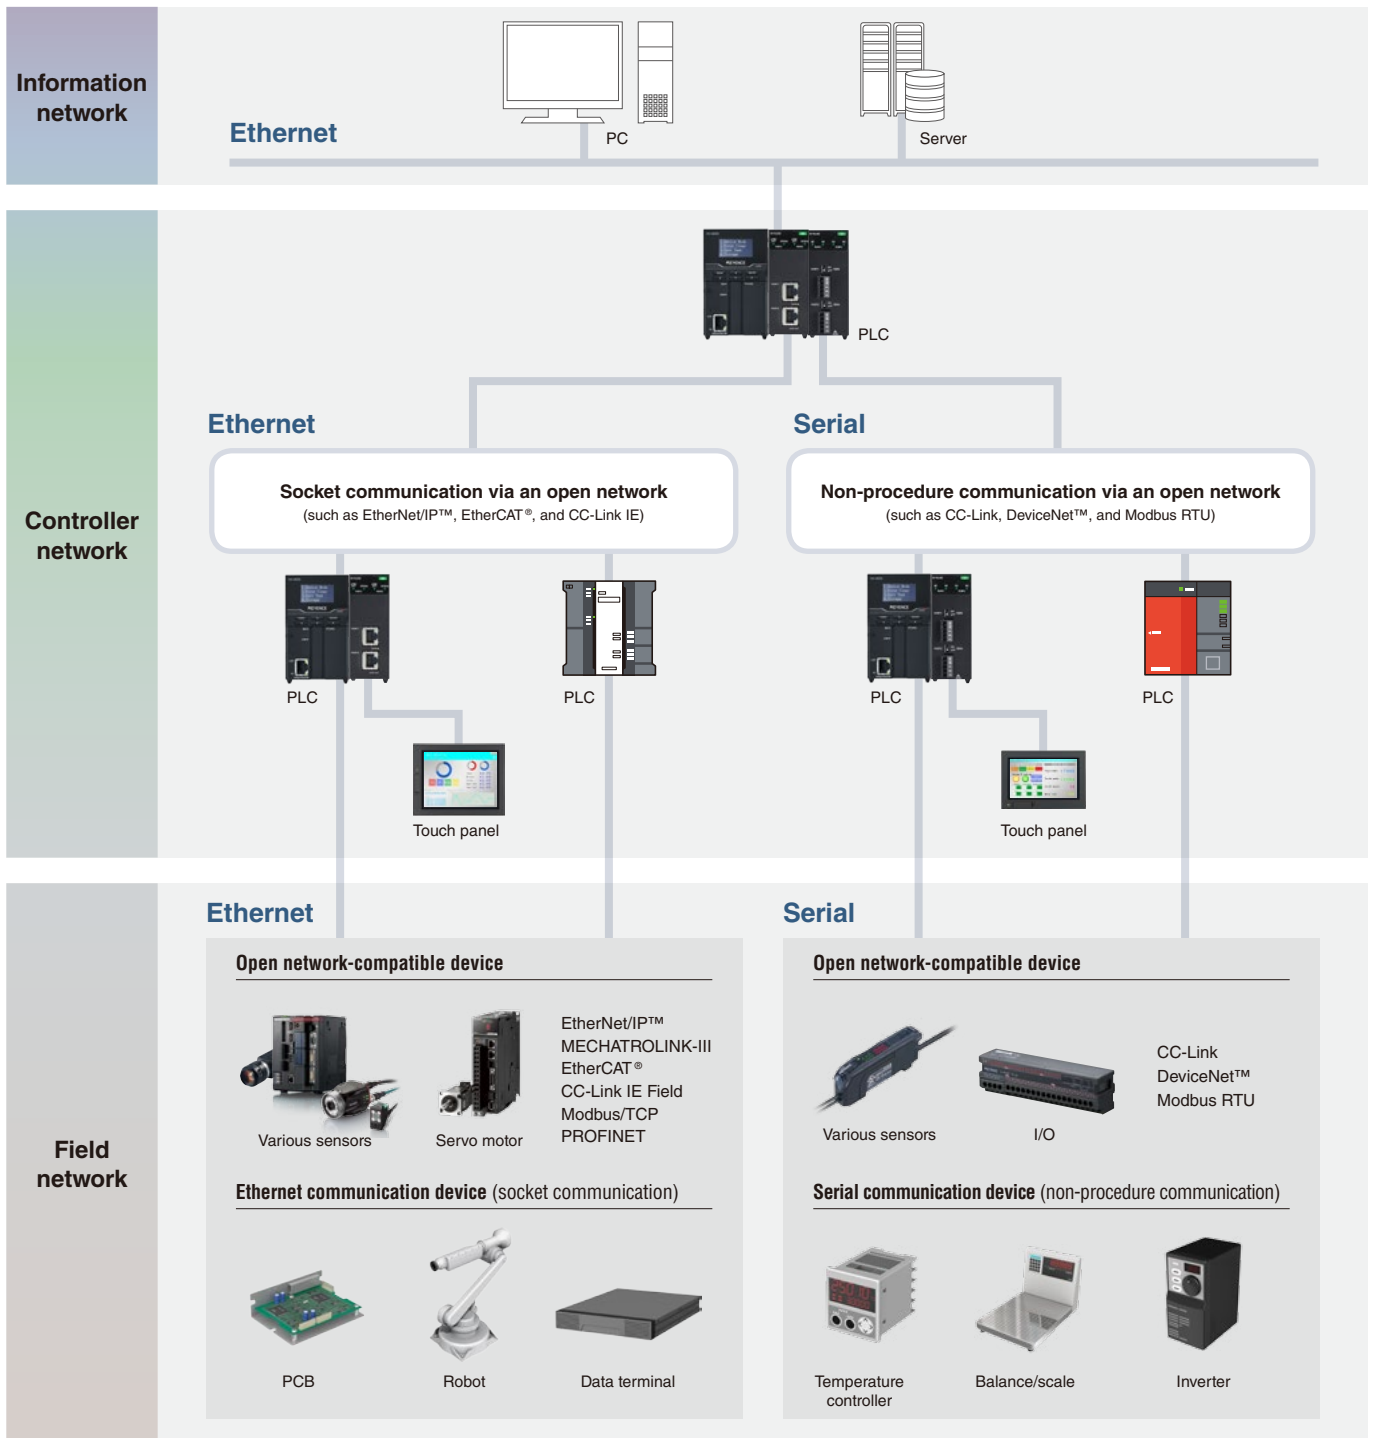 Information
network
Ethernet
PC
Server
PLC
Controller
network
Ethernet
Serial
Socket communication via an open network
(such as EtherNet/IP™, EtherCAT®, and CC-Link IE)
Non-procedure communication via an open network
(such as CC-Link, DeviceNet™, and Modbus RTU)
PLC
PLC
PLC
PLC
Touch panel
Touch panel
Field
network
Ethernet
Serial
Open network-compatible device
EtherNet/IP™
MECHATROLINK-III
EtherCAT®
CC-Link IE Field
Modbus/TCP
PROFINET
Various sensors
Servo motor
Ethernet communication device (socket communication)
PCB
Robot
Data terminal
Open network-compatible device
CC-Link
DeviceNet™
Modbus RTU
Various sensors
I/O
Serial communication device (non-procedure communication)
Temperature
controller
Balance/scale
Inverter